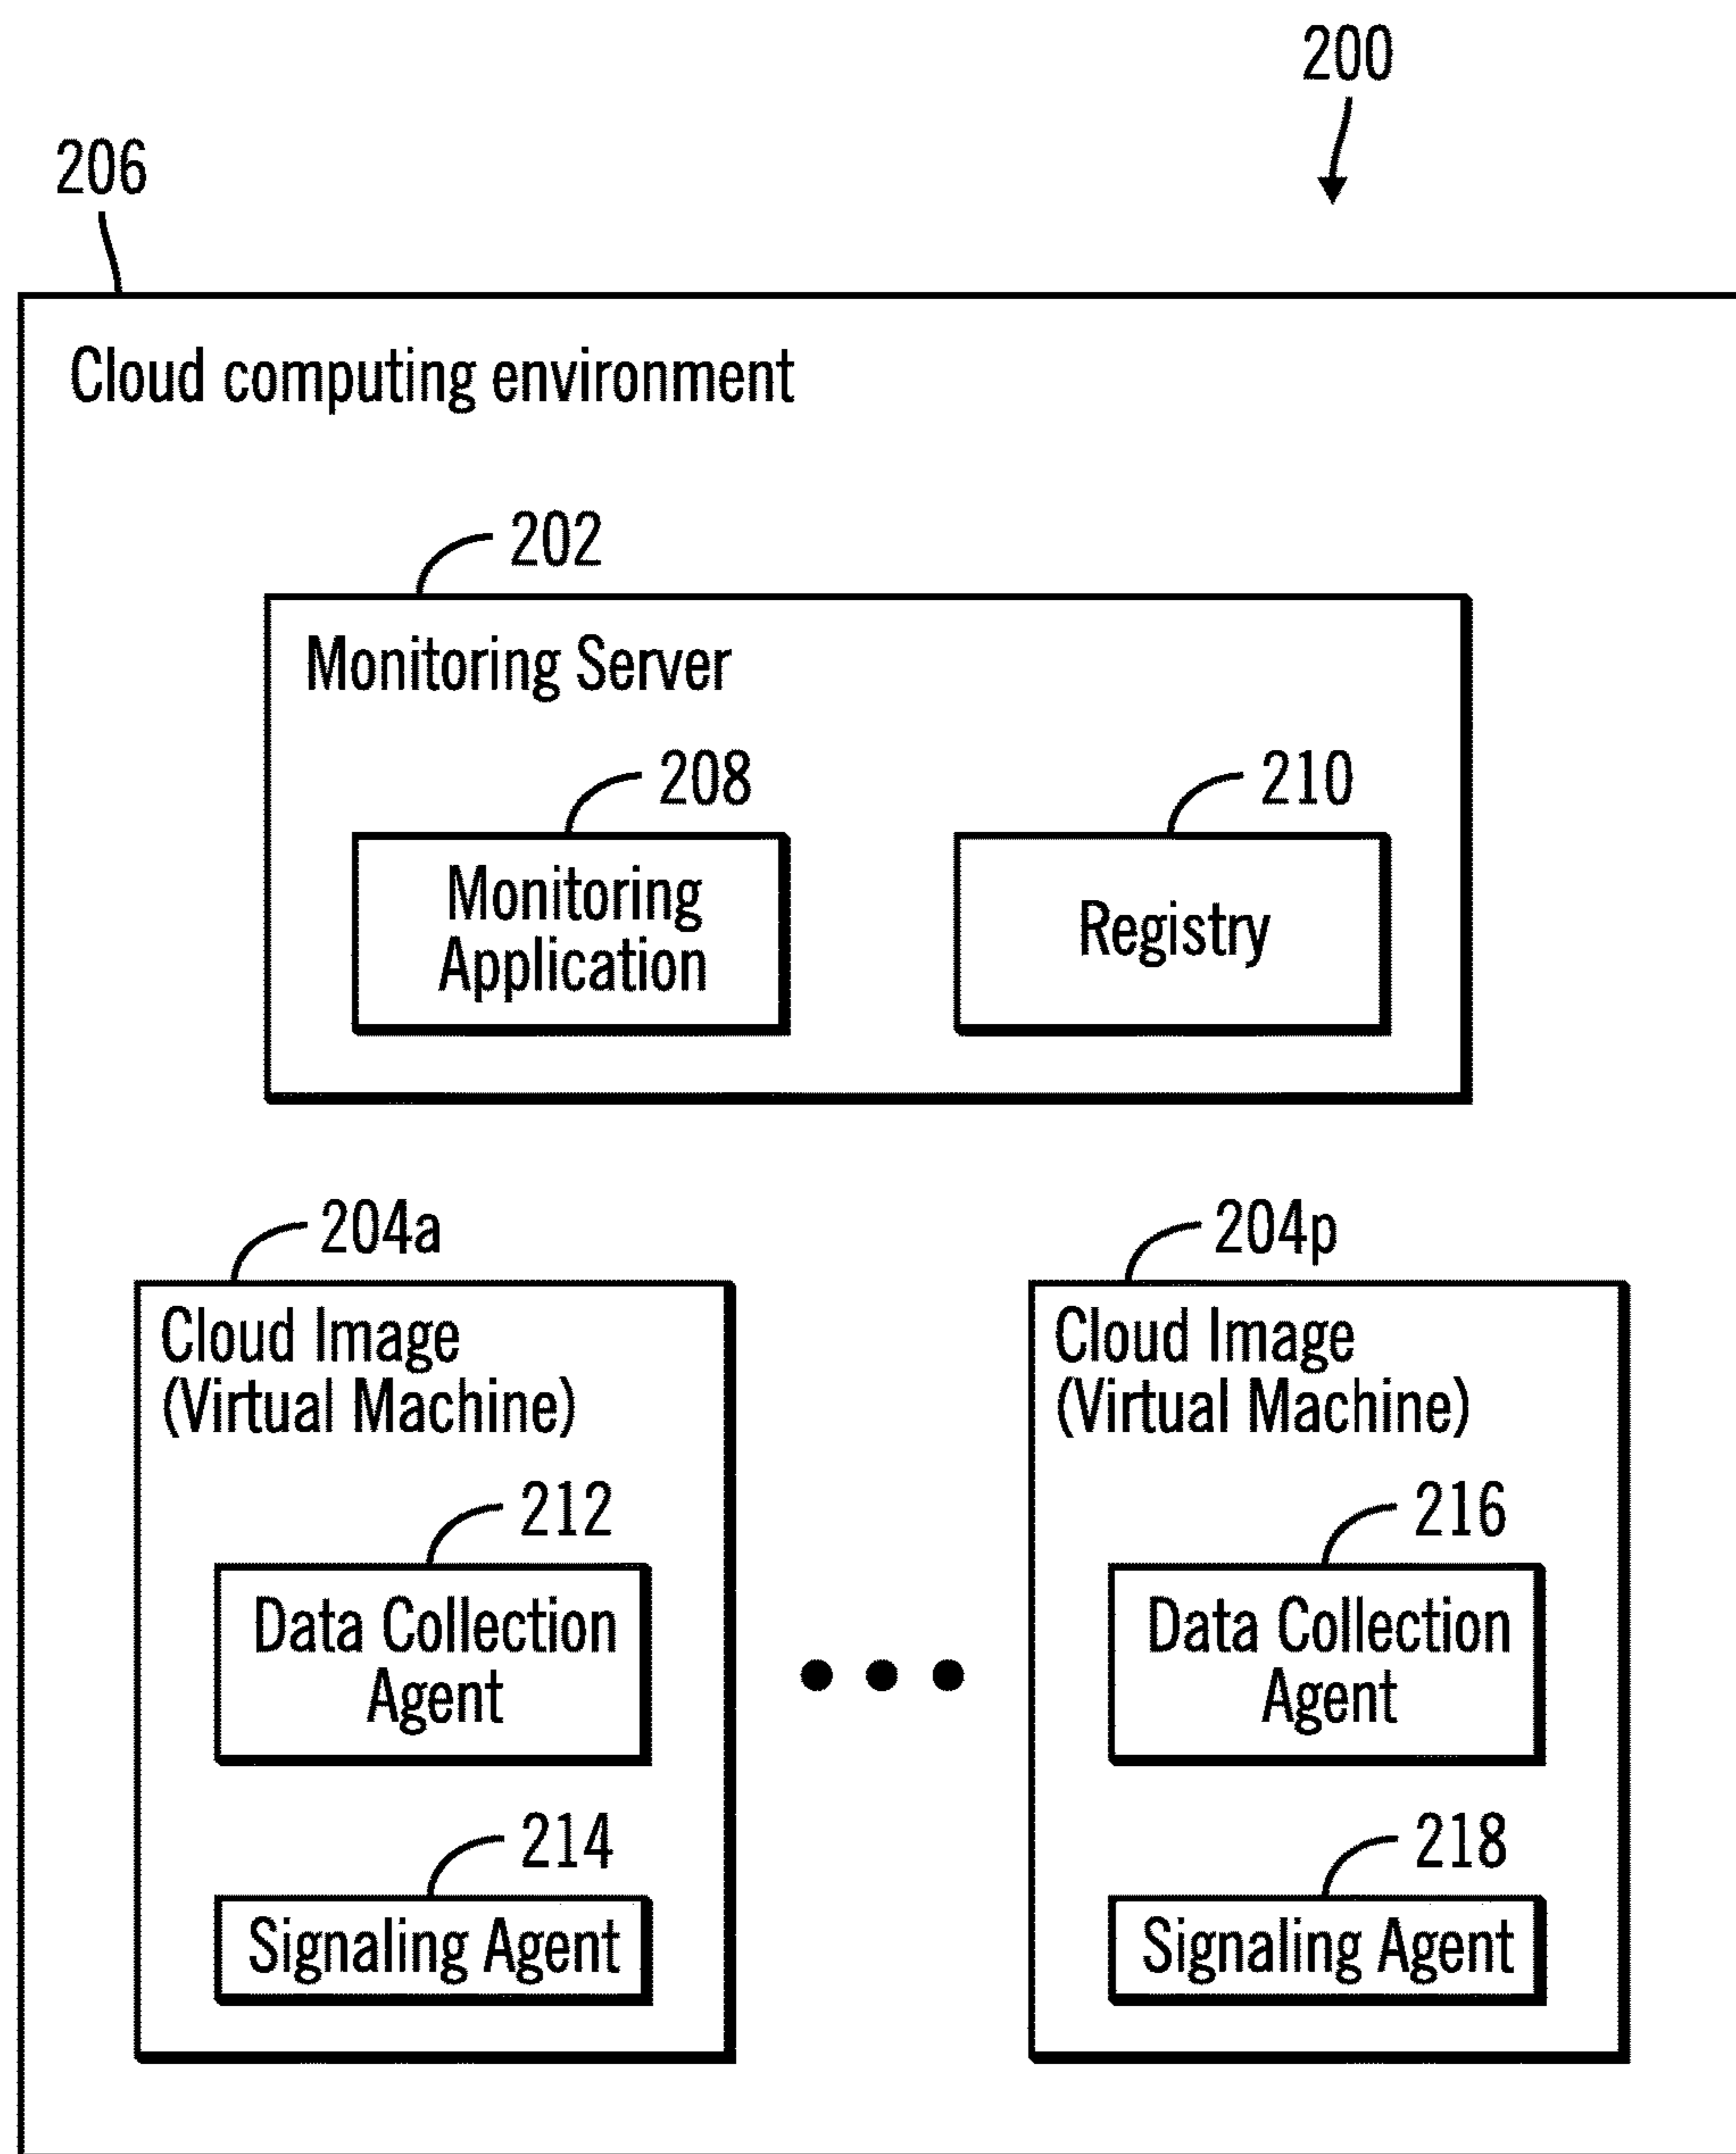 200
206
Cloud computing environment
202
Monitoring Server
208
210
Monitoring
Application
Registry
204a
204p
Cloud Image
(Virtual Machine)
Cloud Image
(Virtual Machine)
212
216
Data Collection
Agent
Data Collection
Agent
214
218
Signaling Agent
Signaling Agent